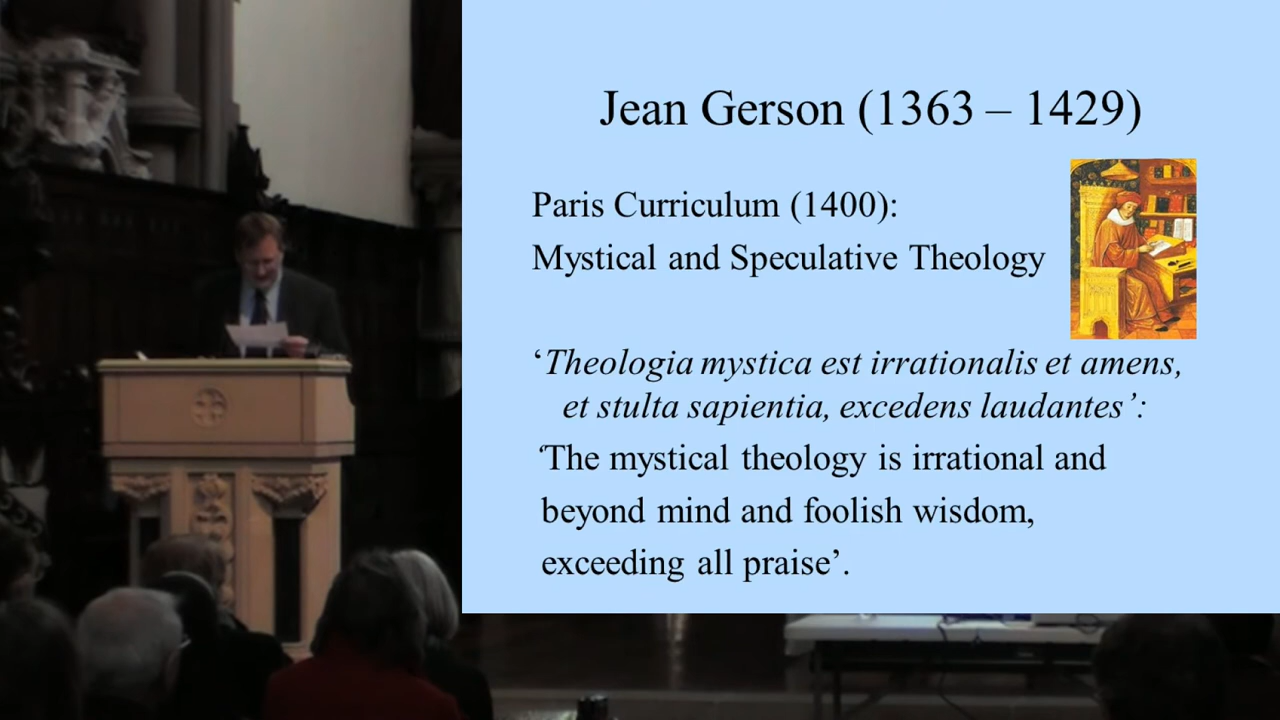 Jean Gerson (1363 – 1429)
Paris Curriculum (1400):
Mystical and Speculative Theology
‘Theologia mystica est irrationalis et amens,
et stulta sapientia, excedens laudantes’:
‘The mystical theology is irrational and
beyond mind and foolish wisdom,
exceeding all praise’.